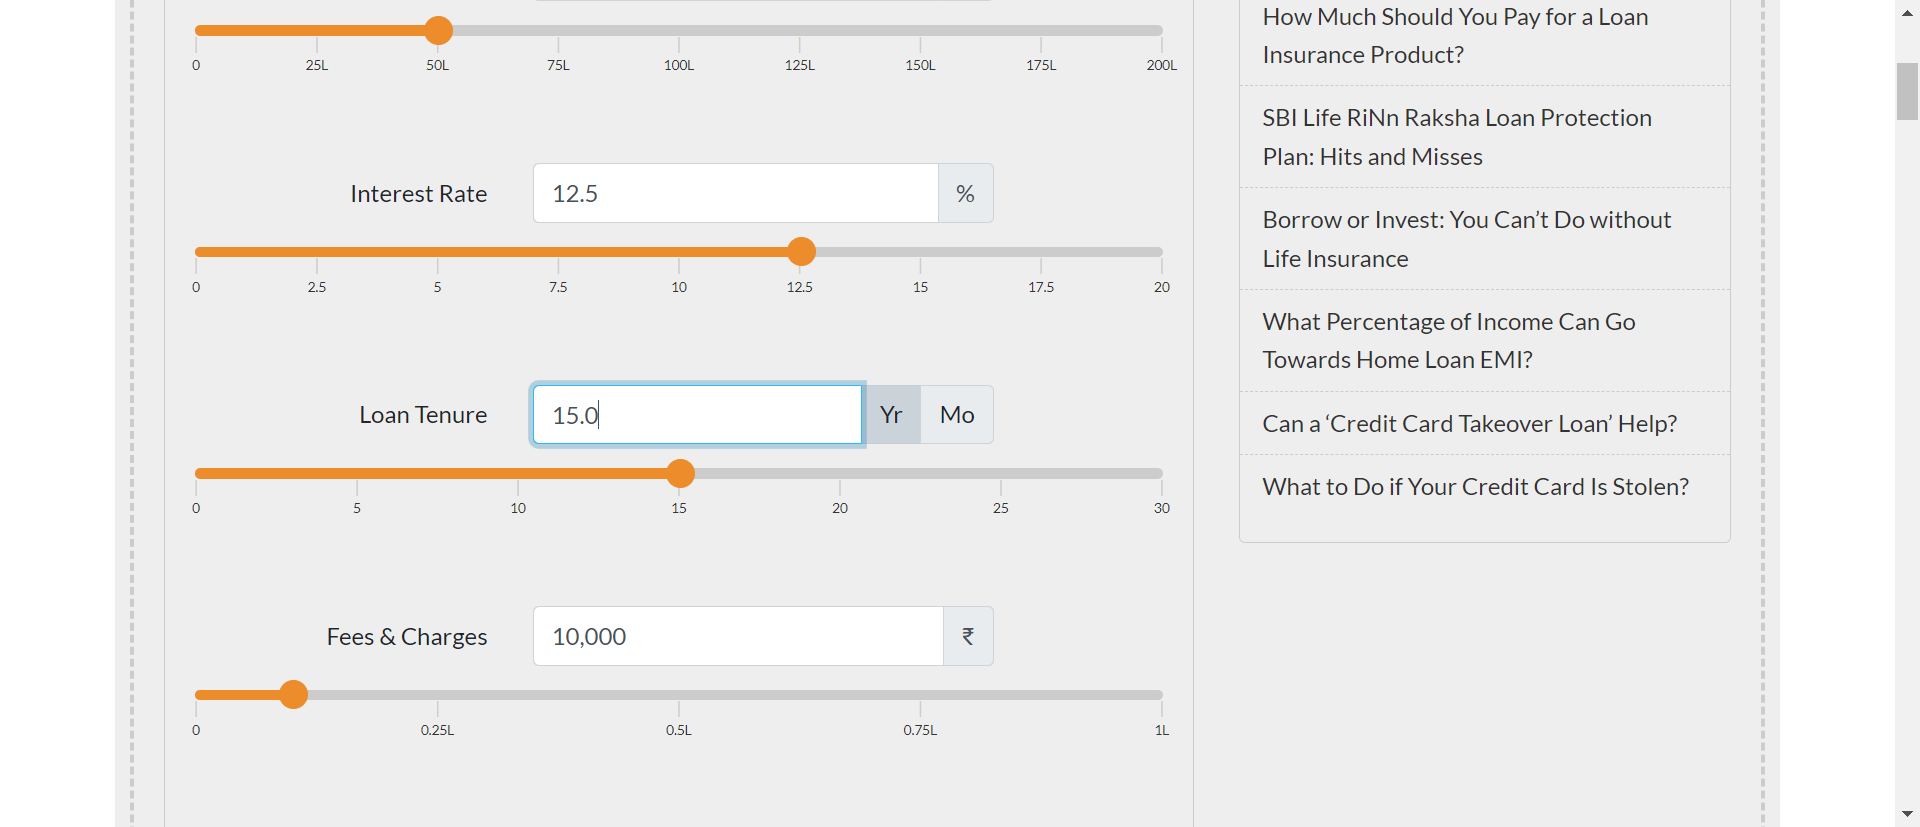 0 25L 50L 75L 100L 125L 150L 175L 200L
Interest Rate 12.5 %
0 2.5 5 7.5 10 12.5 15 17.5 20
Loan Tenure 15.0 Yr Mo
0 5 10 15 20 25 30
Fees & Charges 10,000 ₹
0 0.25L 0.5L 0.75L 1L
How Much Should You Pay for a Loan
Insurance Product?
SBI Life RiNn Raksha Loan Protection
Plan: Hits and Misses
Borrow or Invest: You Can’t Do without
Life Insurance
What Percentage of Income Can Go
Towards Home Loan EMI?
Can a ‘Credit Card Takeover Loan’ Help?
What to Do if Your Credit Card Is Stolen?